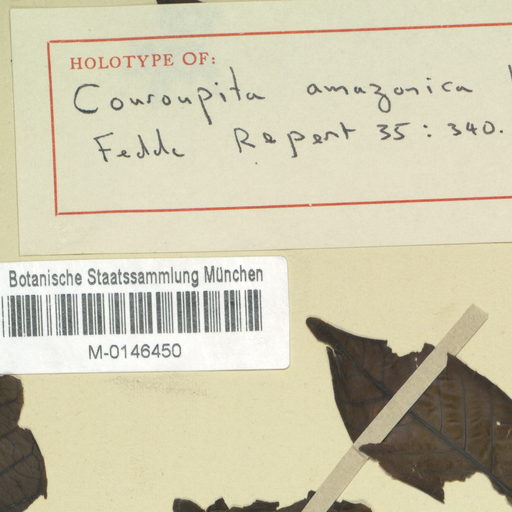 HOLOTYPE OF:
Couroupita amazonica
Fedde Repert 35: 340.
Botanische Staatssammlung München
M-0146450